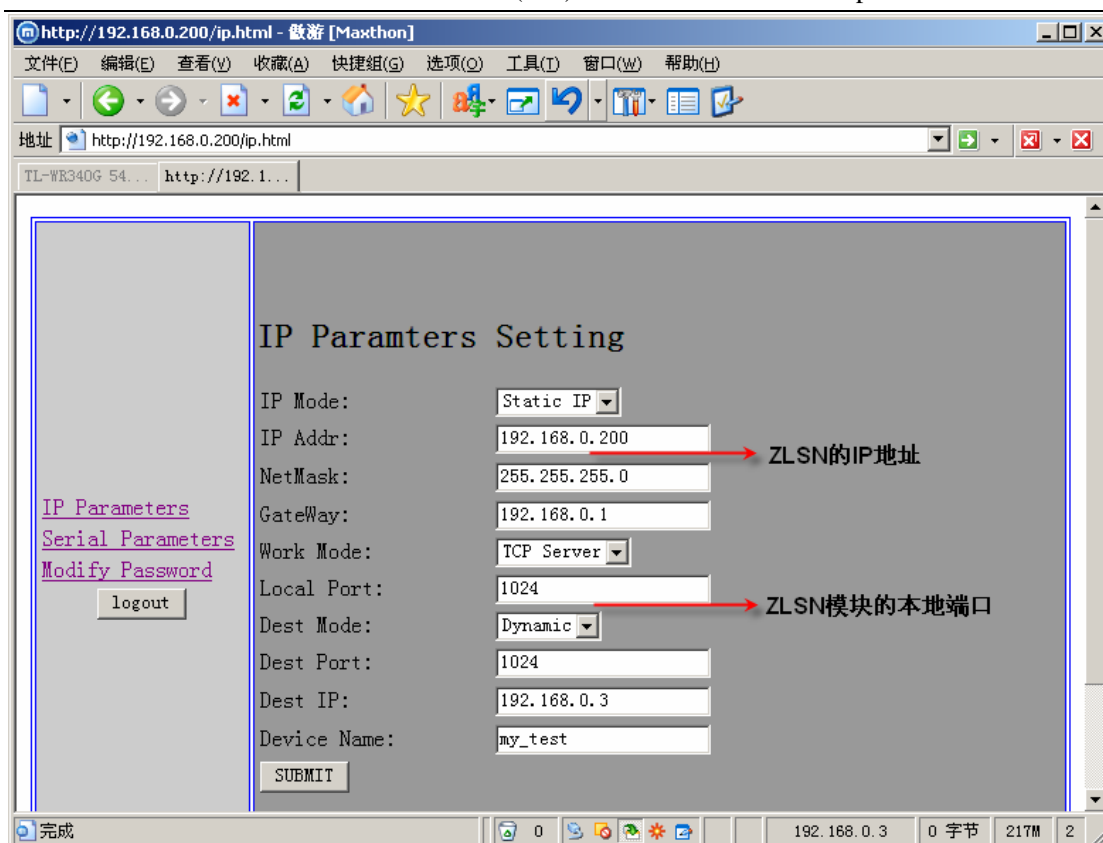 http://192.168.0.200/ip.html - 傲游 [Maxthon]
文件(F) 编辑(E) 查看(V) 收藏(A) 快捷组(G) 选项(O) 工具(T) 窗口(W) 帮助(H)
地址 http://192.168.0.200/ip.html
TL-WR340G 54... http://192.1...
IP Paramters Setting
IP Mode: Static IP
IP Addr: 192.168.0.200
ZLSN的IP地址
NetMask: 255.255.255.0
IP Parameters
GateWay: 192.168.0.1
Serial Parameters
Work Mode: TCP Server
Modify Password
Local Port: 1024
logout
ZLSN模块的本地端口
Dest Mode: Dynamic
Dest Port: 1024
Dest IP: 192.168.0.3
Device Name: my_test
SUBMIT
完成 0 192.168.0.3 0 字节 217M 2